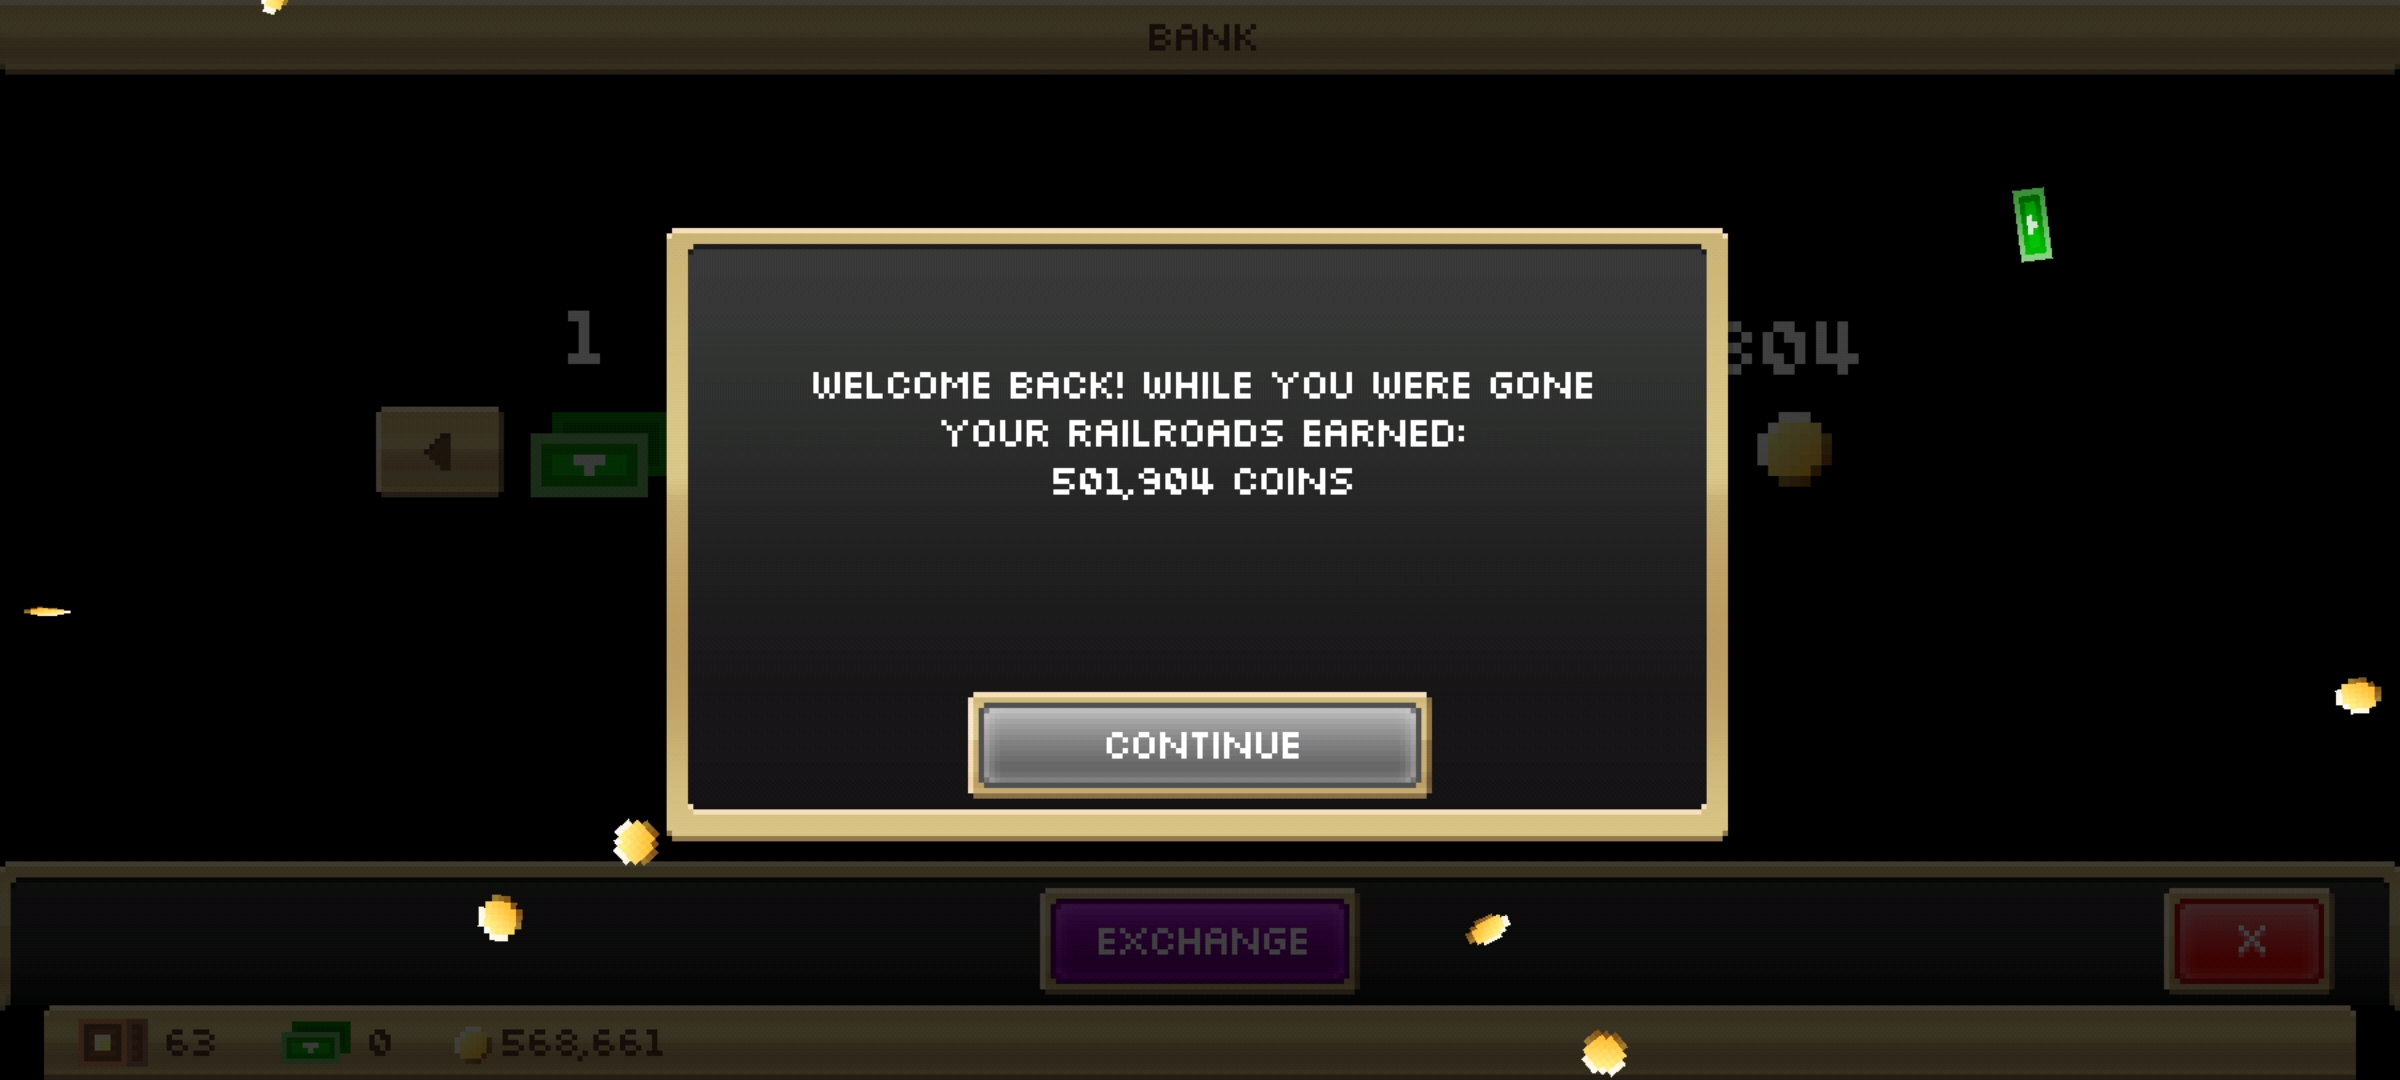 BANK
1
304
WELCOME BACK! WHILE YOU WERE GONE
YOUR RAILROADS EARNED:
501,904 COINS
CONTINUE
EXCHANGE
X
63 0 568,661